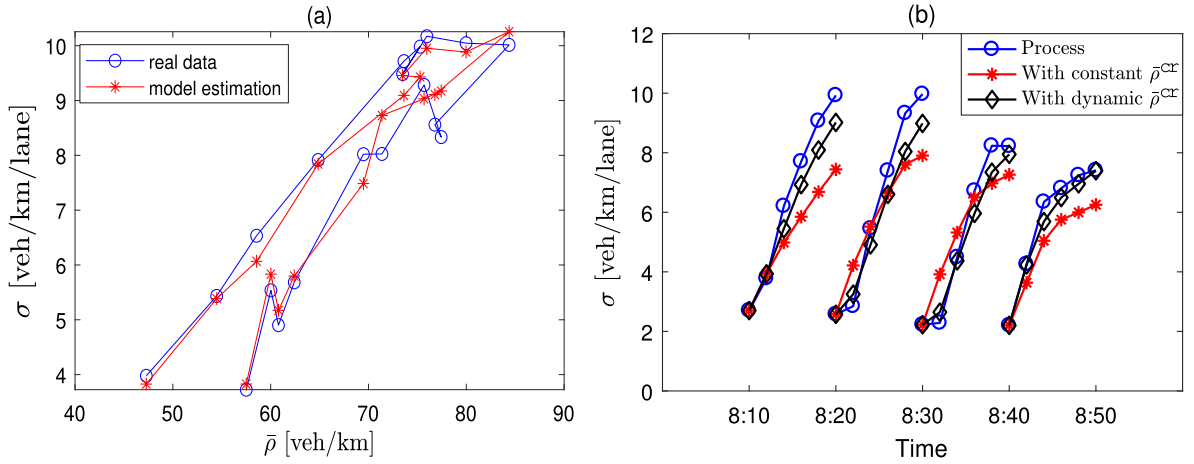 (a)
σ [veh/km/lane]
10
9
8
7
6
5
4
real data
model estimation
40 50 60 70 80 90
ρ̄ [veh/km]
(b)
σ [veh/km/lane]
12
10
8
6
4
2
0
Process
With constant ρ̄^cr
With dynamic ρ̄^cr
8:10 8:20 8:30 8:40 8:50
Time